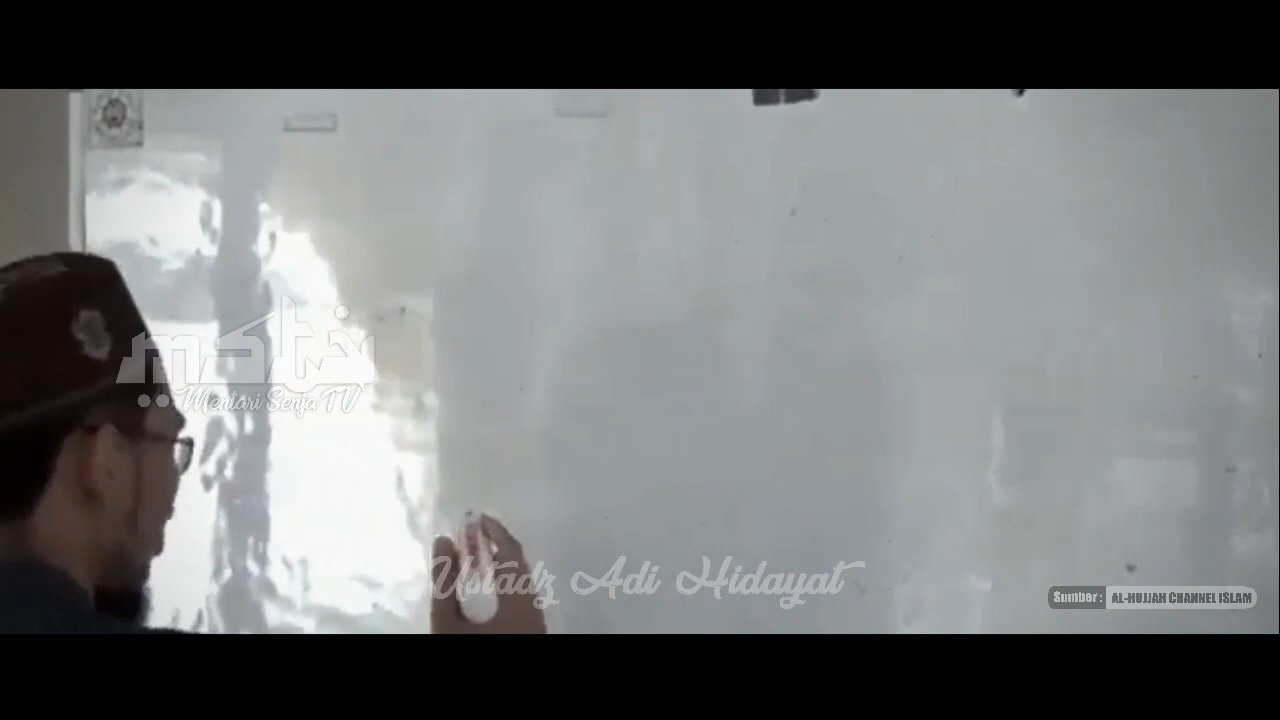 Mentari Senja TV
Ustadz Adi Hidayat
Sumber : AL-HUJJAH CHANNEL ISLAM